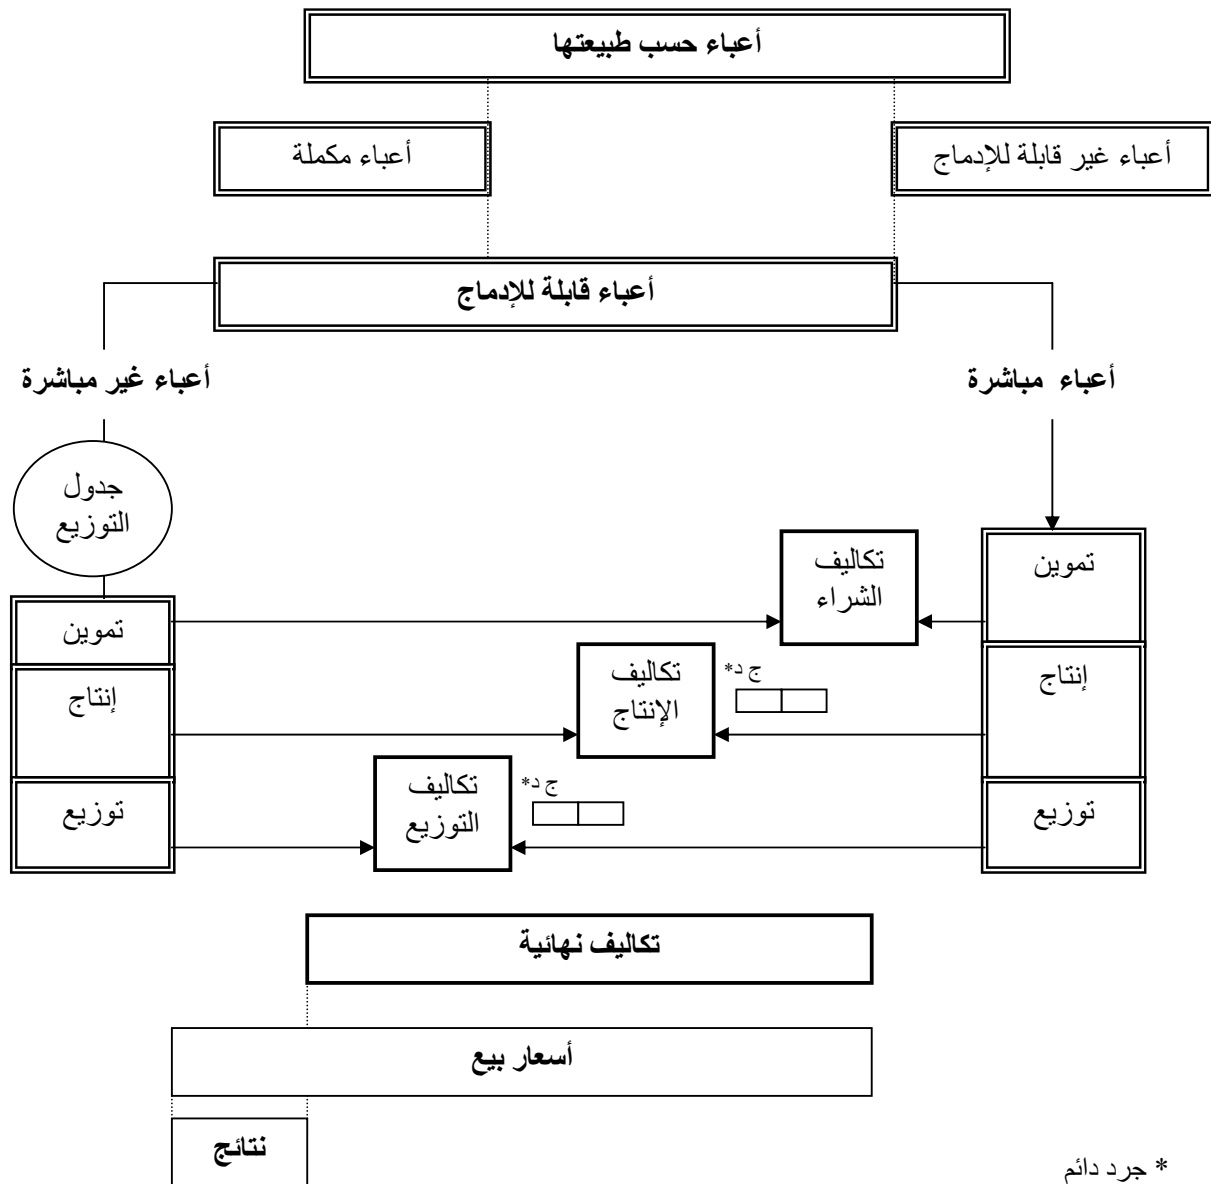 أعباء حسب طبيعتها
أعباء غير قابلة للإدماج
أعباء مكملة
أعباء قابلة للإدماج
أعباء مباشرة
أعباء غير مباشرة
جدول
التوزيع
تموين
تكاليف
الشراء
تموين
إنتاج
ج د*
تكاليف
الإنتاج
إنتاج
توزيع
ج د*
تكاليف
التوزيع
توزيع
تكاليف نهائية
أسعار بيع
نتائج
* جرد دائم